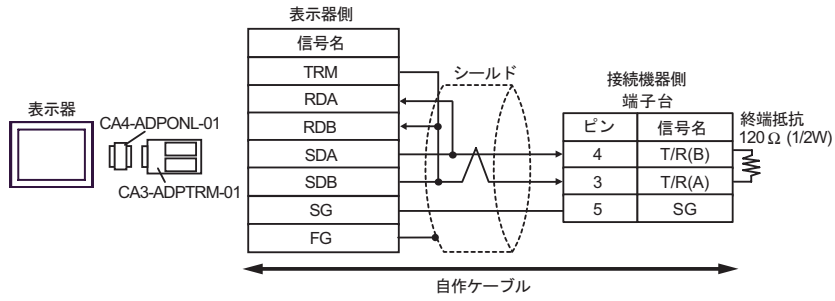 表示器側
信号名
TRM
RDA
RDB
SDA
SDB
SG
FG
シールド
接続機器側
端子台
ピン 信号名
4 T/R(B)
3 T/R(A)
5 SG
終端抵抗
120Ω (1/2W)
表示器
CA4-ADPONL-01
CA3-ADPTRM-01
自作ケーブル